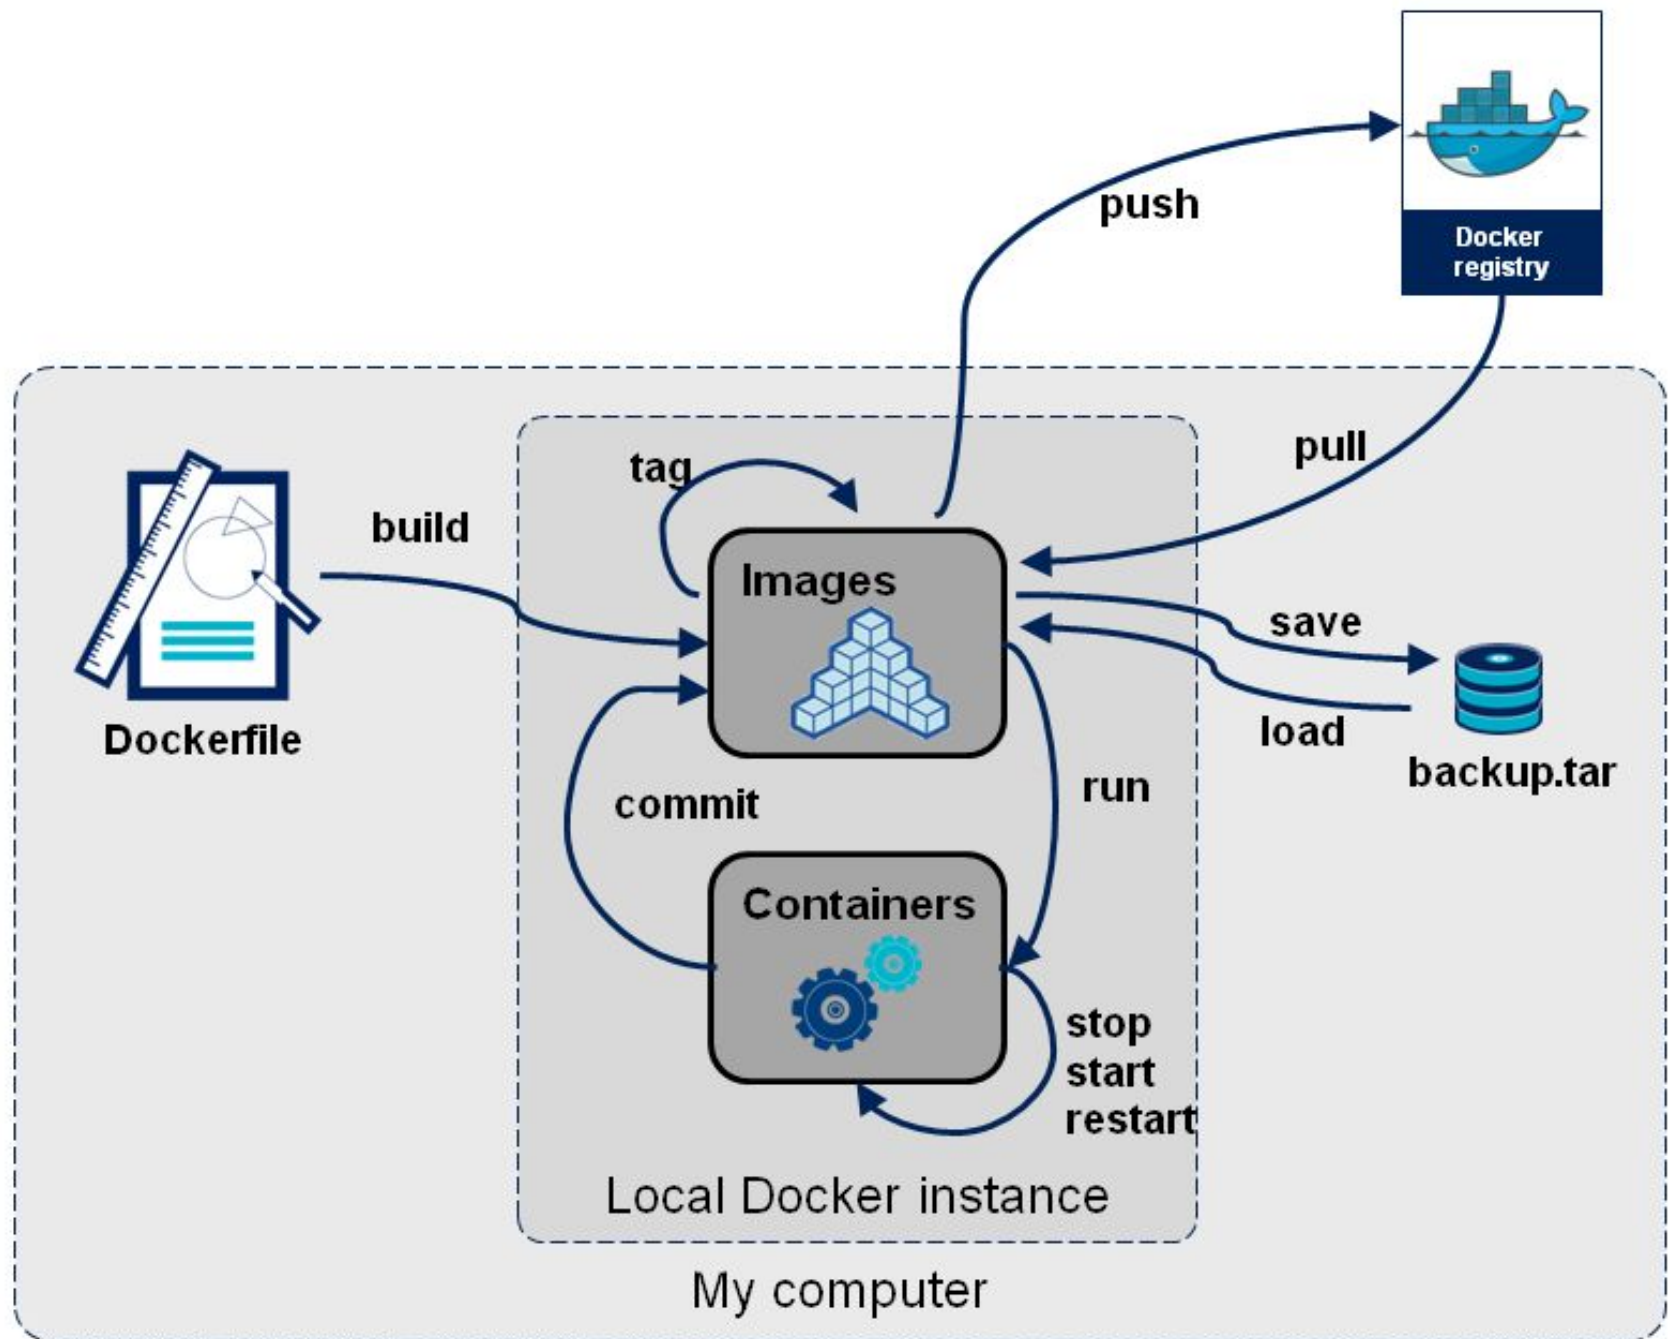 push
Docker
registry
tag
pull
build
Images
save
load
Dockerfile
backup.tar
run
commit
Containers
stop
start
restart
Local Docker instance
My computer